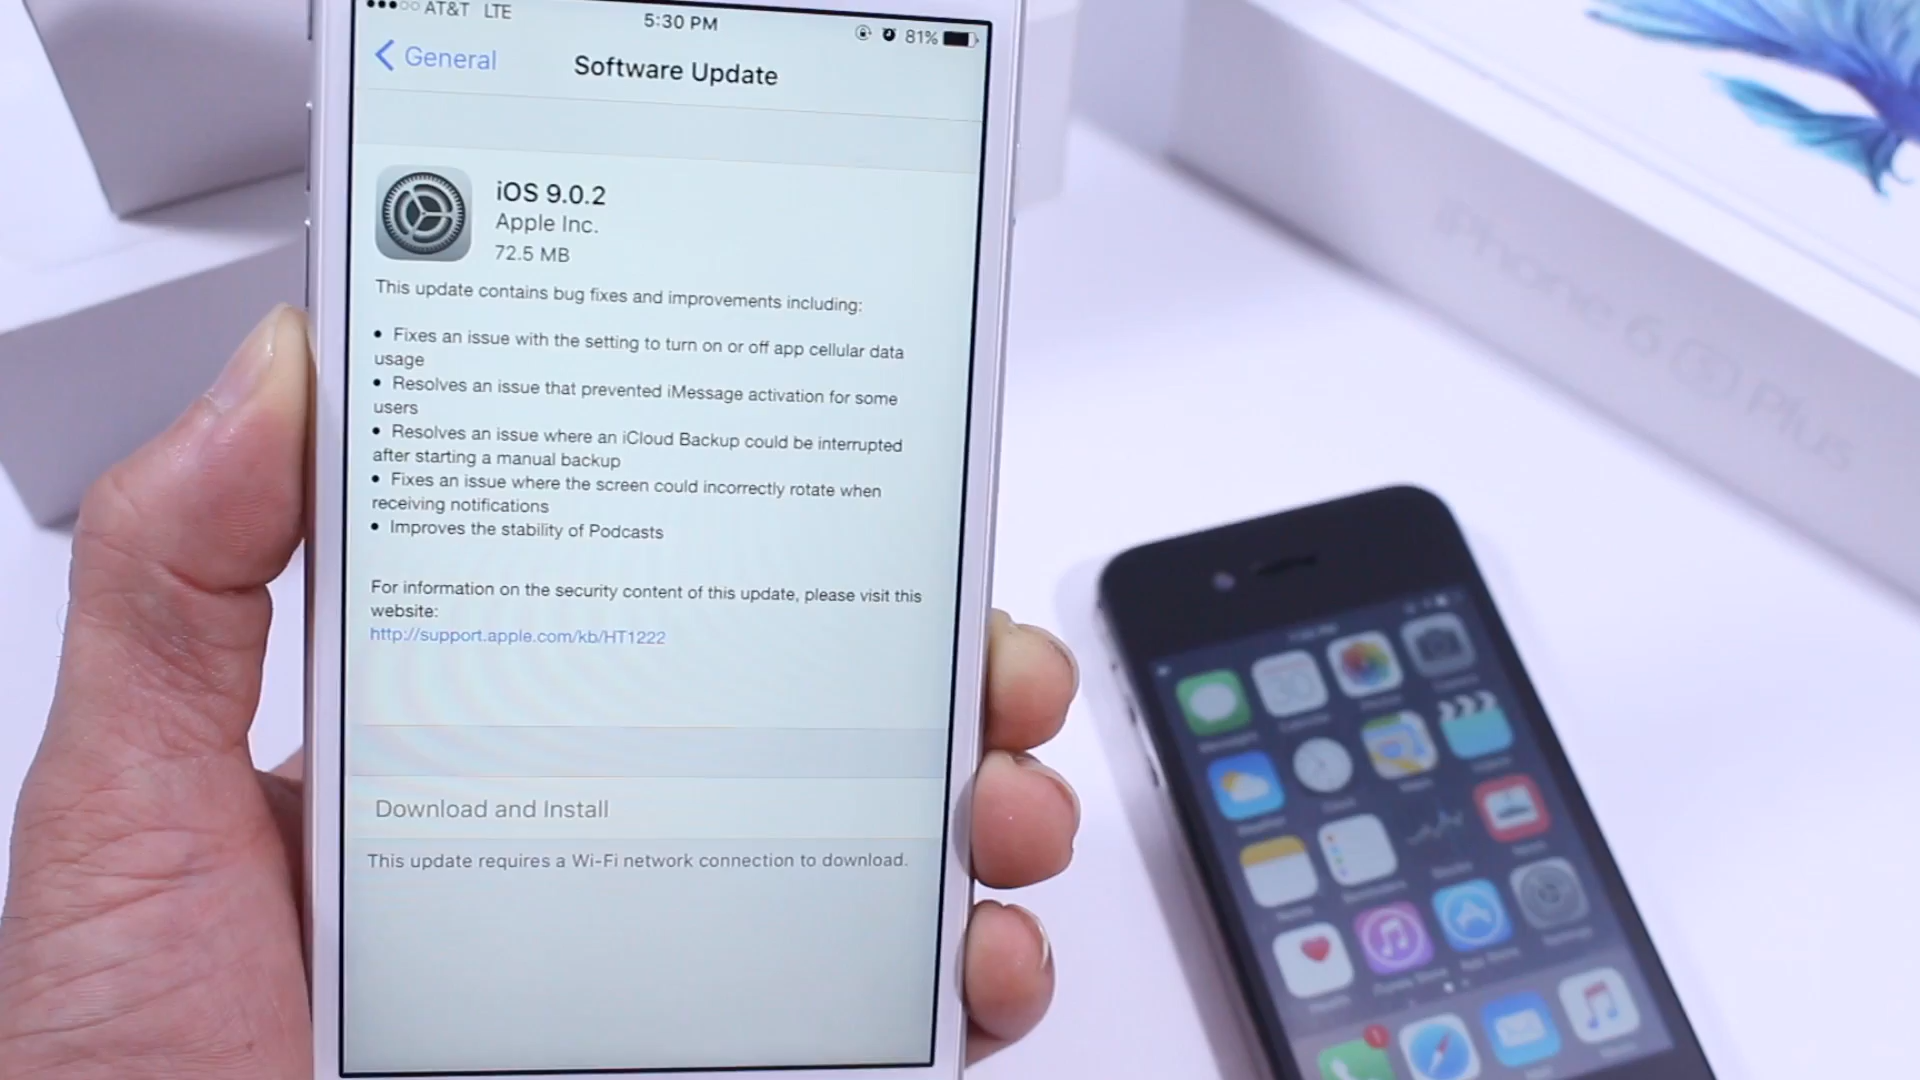 AT&T LTE 5:30 PM 81%
General Software Update
iOS 9.0.2
Apple Inc.
72.5 MB
This update contains bug fixes and improvements including:
• Fixes an issue with the setting to turn on or off app cellular data
usage
• Resolves an issue that prevented iMessage activation for some
users
• Resolves an issue where an iCloud Backup could be interrupted
after starting a manual backup
• Fixes an issue where the screen could incorrectly rotate when
receiving notifications
• Improves the stability of Podcasts
For information on the security content of this update, please visit this
website:
http://support.apple.com/kb/HT1222
Download and Install
This update requires a Wi-Fi network connection to download.
iPhone 6 S Plus
30
1